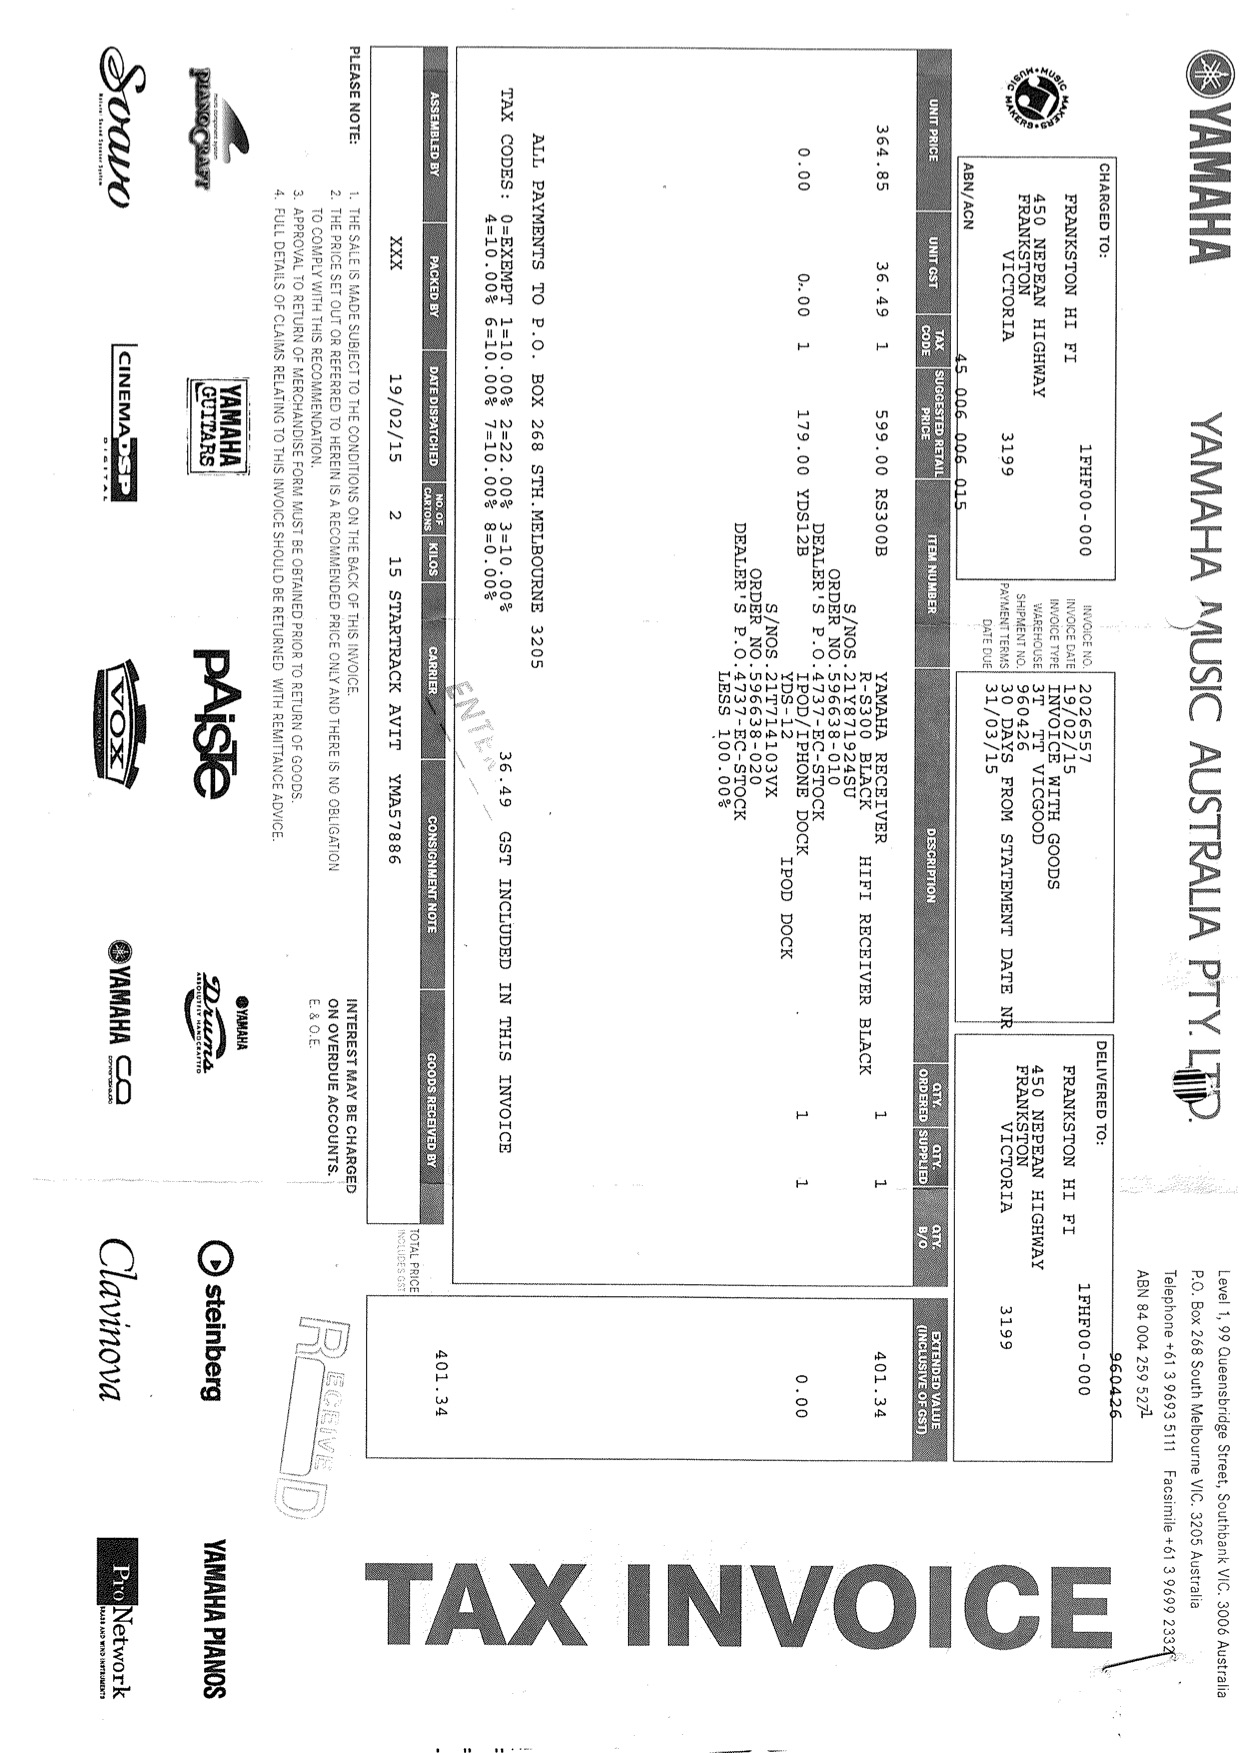 YAMAHA YAMAHA MUSIC AUSTRALIA PTY. LTD.
Level 1, 99 Queensbridge Street, Southbank VIC. 3006 Australia
P.O. Box 268 South Melbourne VIC. 3205 Australia
Telephone +61 3 9693 5111 Facsimile +61 3 9699 2332
ABN 84 004 259 527
1
960426
TAX INVOICE
MUSIC MAKERS • MUSIC MAKERS •
CHARGED TO:
1FHF00-000
FRANKSTON HI FI
450 NEPEAN HIGHWAY
FRANKSTON
VICTORIA 3199
ABN/ACN 45 006 006 015
INVOICE NO. 2026557
INVOICE DATE 19/02/15
INVOICE TYPE INVOICE WITH GOODS
WAREHOUSE 3T TT VICGOOD
SHIPMENT NO. 960426
PAYMENT TERMS 30 DAYS FROM STATEMENT DATE NR
DATE DUE 31/03/15
DELIVERED TO:
1FHF00-000
FRANKSTON HI FI
450 NEPEAN HIGHWAY
FRANKSTON
VICTORIA 3199
UNIT PRICE UNIT GST TAX CODE SUGGESTED RETAIL PRICE ITEM NUMBER DESCRIPTION QTY. ORDERED QTY. SUPPLIED QTY. B/O EXTENDED VALUE (INCLUSIVE OF GST)
364.85 36.49 1 599.00 RS300B YAMAHA RECEIVER 1 1 401.34
R-S300 BLACK HIFI RECEIVER BLACK
S/NOS.21Y871924SU
ORDER NO.596638-010
DEALER'S P.O.4737-EC-STOCK
0.00 0.00 1 179.00 YDS12B IPOD/IPHONE DOCK 1 1 0.00
YDS-12 IPOD DOCK
S/NOS.21T714103VX
ORDER NO.596638-020
DEALER'S P.O.4737-EC-STOCK
LESS 100.00%
ALL PAYMENTS TO P.O. BOX 268 STH.MELBOURNE 3205
TAX CODES: 0=EXEMPT 1=10.00% 2=22.00% 3=10.00% 36.49 GST INCLUDED IN THIS INVOICE
4=10.00% 6=10.00% 7=10.00% 8=0.00%
401.34
ASSEMBLED BY PACKED BY DATE DISPATCHED NO. OF CARTONS KILOS CARRIER CONSIGNMENT NOTE GOODS RECEIVED BY
XXX 19/02/15 2 15 STARTRACK AVIT YMA57886
TOTAL PRICE
INCLUDES GST
PLEASE NOTE:
1. THE SALE IS MADE SUBJECT TO THE CONDITIONS ON THE BACK OF THIS INVOICE.
2. THE PRICE SET OUT OR REFERRED TO HEREIN IS A RECOMMENDED PRICE ONLY AND THERE IS NO OBLIGATION
TO COMPLY WITH THIS RECOMMENDATION.
3. APPROVAL TO RETURN OF MERCHANDISE FORM MUST BE OBTAINED PRIOR TO RETURN OF GOODS.
4. FULL DETAILS OF CLAIMS RELATING TO THIS INVOICE SHOULD BE RETURNED WITH REMITTANCE ADVICE.
INTEREST MAY BE CHARGED
ON OVERDUE ACCOUNTS.
E. & O.E.
RECEIVED
PIANOCRAFT
YAMAHA GUITARS
PAiSTe
YAMAHA Drums
ABSOLUTELY HANDCRAFTED
steinberg
YAMAHA PIANOS
Soavo
CINEMA DSP
DIGITAL
VOX
YAMAHA
Clavinova
ProNetwork
BRASS AND WIND INSTRUMENTS